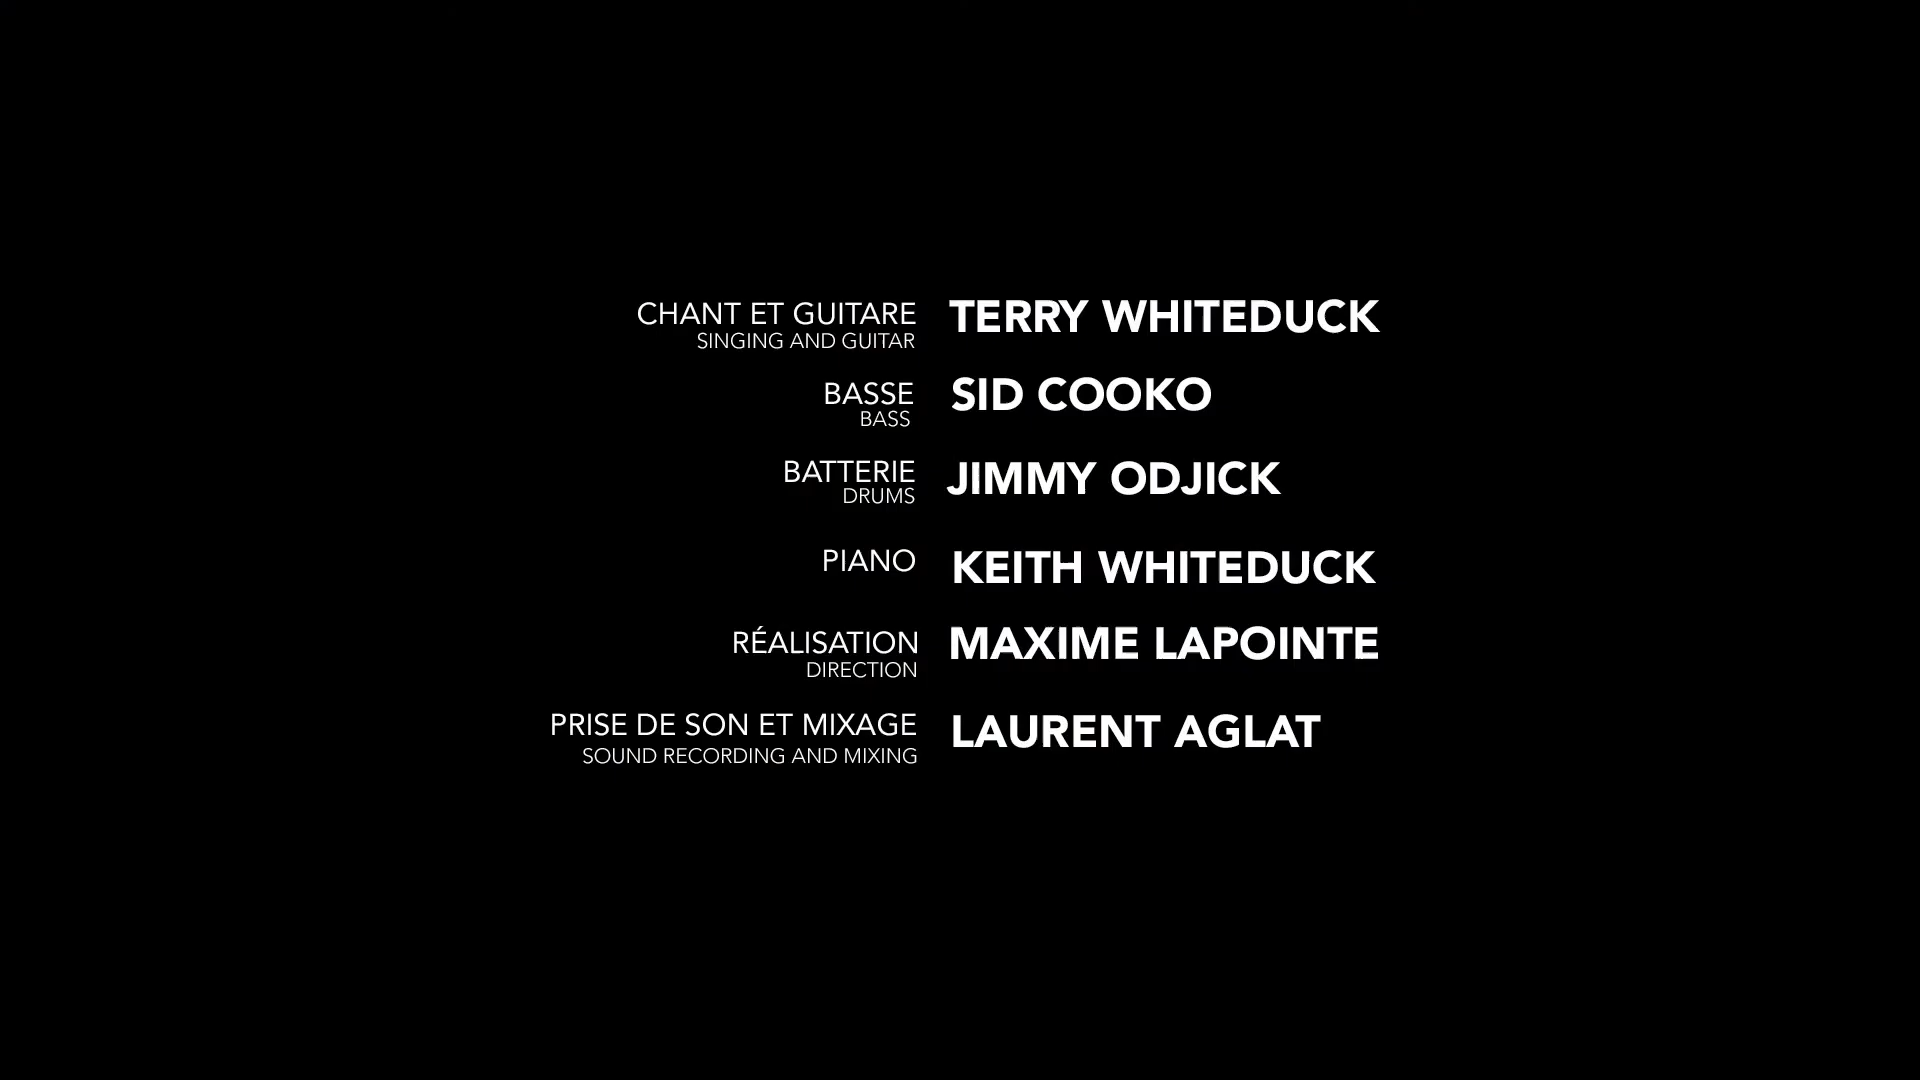 CHANT ET GUITARE TERRY WHITEDUCK
SINGING AND GUITAR
BASSE SID COOKO
BASS
BATTERIE JIMMY ODJICK
DRUMS
PIANO KEITH WHITEDUCK
RÉALISATION MAXIME LAPOINTE
DIRECTION
PRISE DE SON ET MIXAGE LAURENT AGLAT
SOUND RECORDING AND MIXING